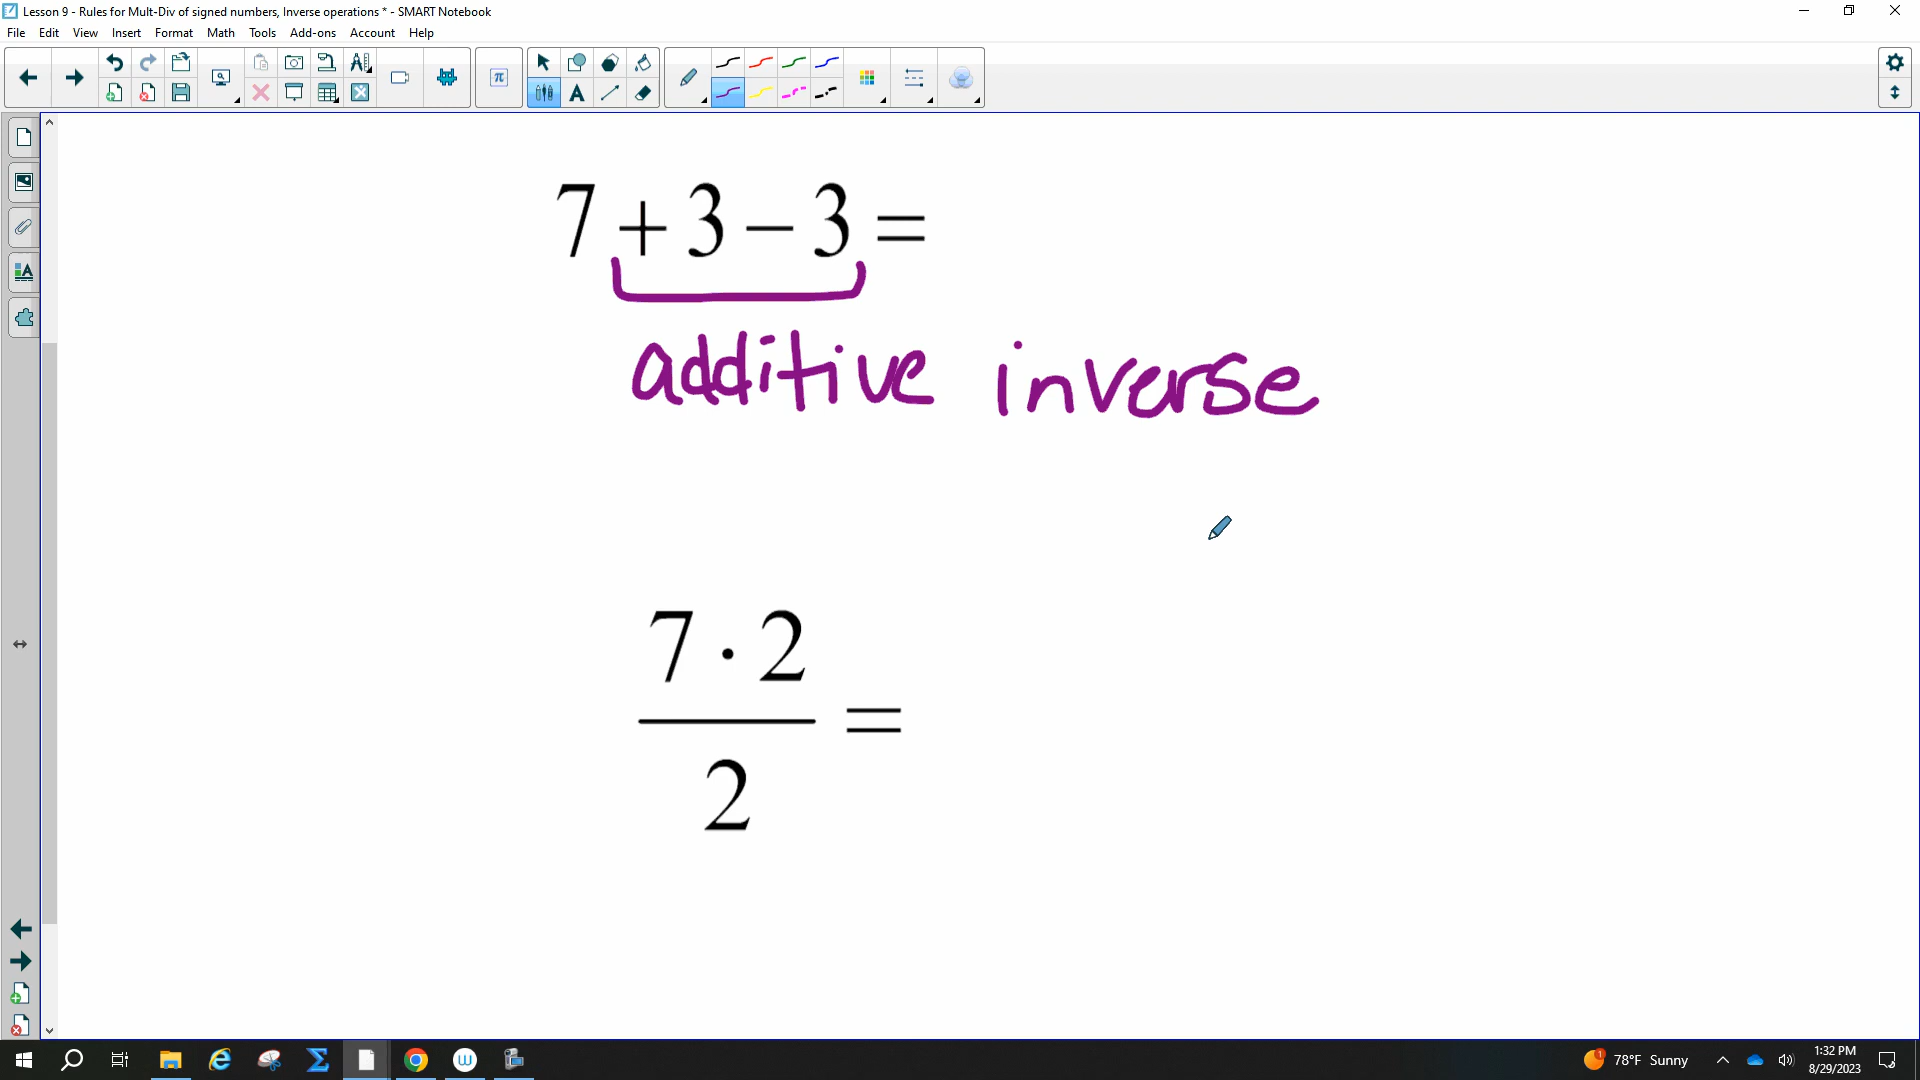 Lesson 9 - Rules for Mult-Div of signed numbers, Inverse operations * - SMART Notebook
File Edit View Insert Format Math Tools Add-ons Account Help
7 + 3 − 3 =
additive inverse
7 · 2
=
2
78°F Sunny
1:32 PM
8/29/2023